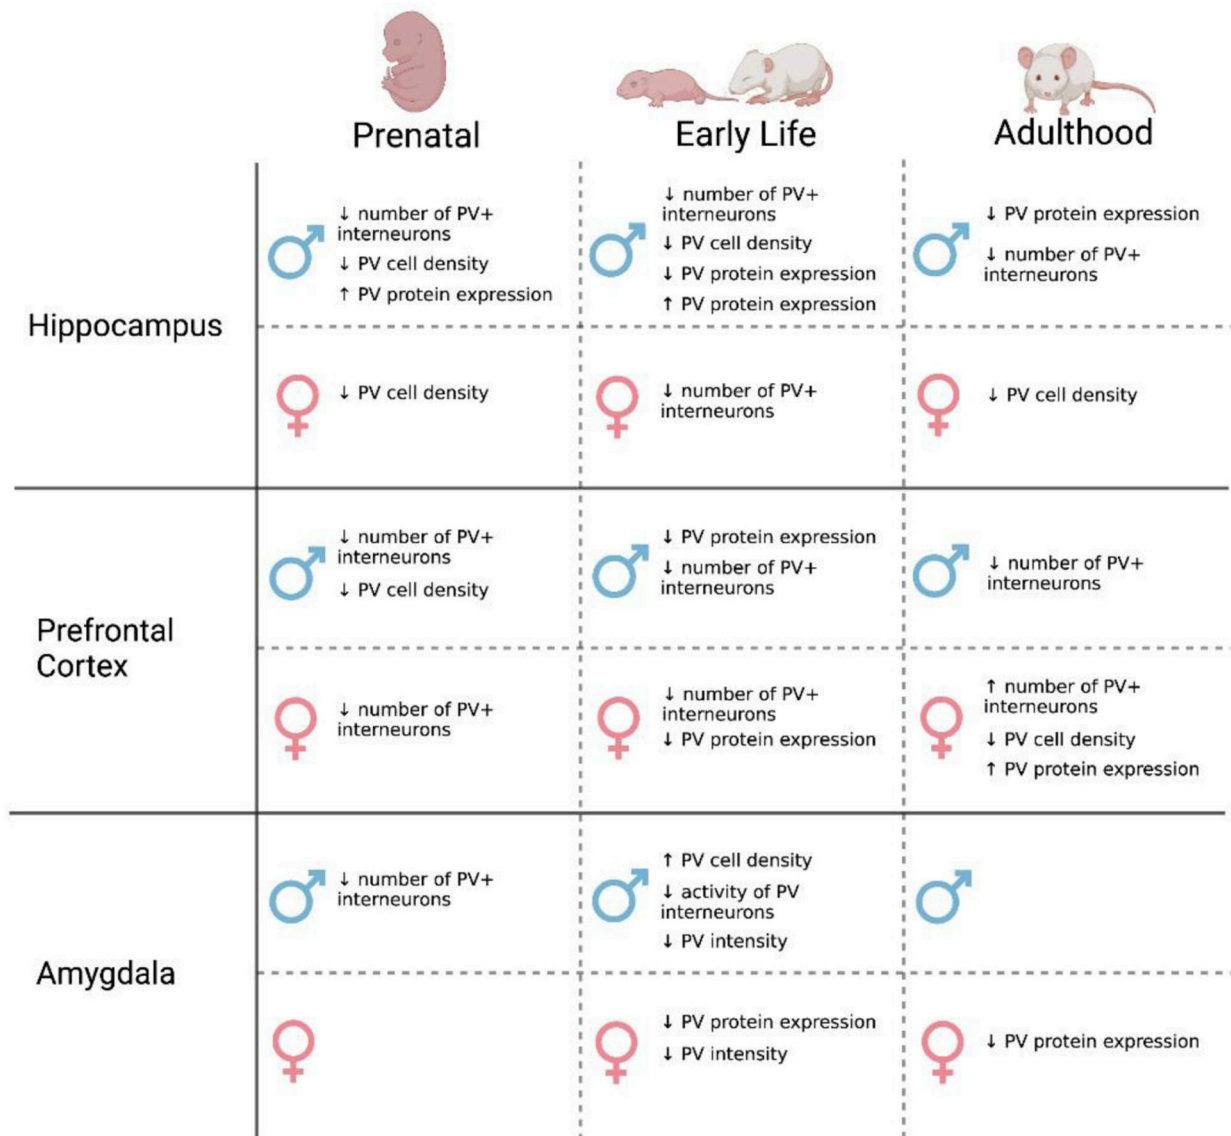 Prenatal
Early Life
Adulthood
Hippocampus
↓ number of PV+
interneurons
↓ PV cell density
↑ PV protein expression
↓ number of PV+
interneurons
↓ PV cell density
↓ PV protein expression
↑ PV protein expression
↓ PV protein expression
↓ number of PV+
interneurons
↓ PV cell density
↓ number of PV+
interneurons
↓ PV cell density
Prefrontal
Cortex
↓ number of PV+
interneurons
↓ PV cell density
↓ PV protein expression
↓ number of PV+
interneurons
↓ number of PV+
interneurons
↓ number of PV+
interneurons
↓ number of PV+
interneurons
↓ PV protein expression
↑ number of PV+
interneurons
↓ PV cell density
↑ PV protein expression
Amygdala
↓ number of PV+
interneurons
↑ PV cell density
↓ activity of PV
interneurons
↓ PV intensity
↓ PV protein expression
↓ PV intensity
↓ PV protein expression